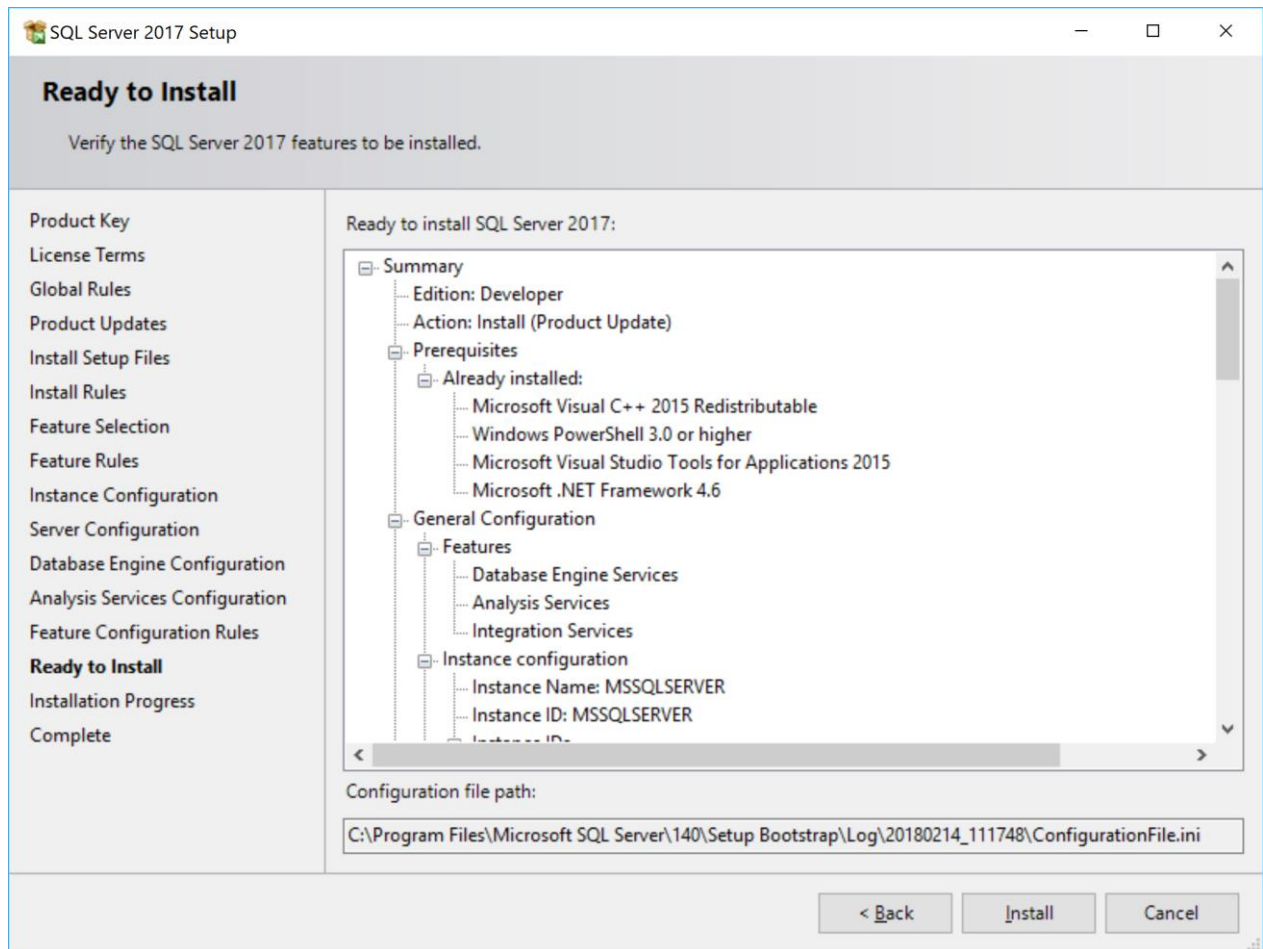 SQL Server 2017 Setup
Ready to Install
Verify the SQL Server 2017 features to be installed.
Product Key
License Terms
Global Rules
Product Updates
Install Setup Files
Install Rules
Feature Selection
Feature Rules
Instance Configuration
Server Configuration
Database Engine Configuration
Analysis Services Configuration
Feature Configuration Rules
Ready to Install
Installation Progress
Complete
Ready to install SQL Server 2017:
Summary
Edition: Developer
Action: Install (Product Update)
Prerequisites
Already installed:
Microsoft Visual C++ 2015 Redistributable
Windows PowerShell 3.0 or higher
Microsoft Visual Studio Tools for Applications 2015
Microsoft .NET Framework 4.6
General Configuration
Features
Database Engine Services
Analysis Services
Integration Services
Instance configuration
Instance Name: MSSQLSERVER
Instance ID: MSSQLSERVER
Configuration file path:
C:\Program Files\Microsoft SQL Server\140\Setup Bootstrap\Log\20180214_111748\ConfigurationFile.ini
< Back
Install
Cancel